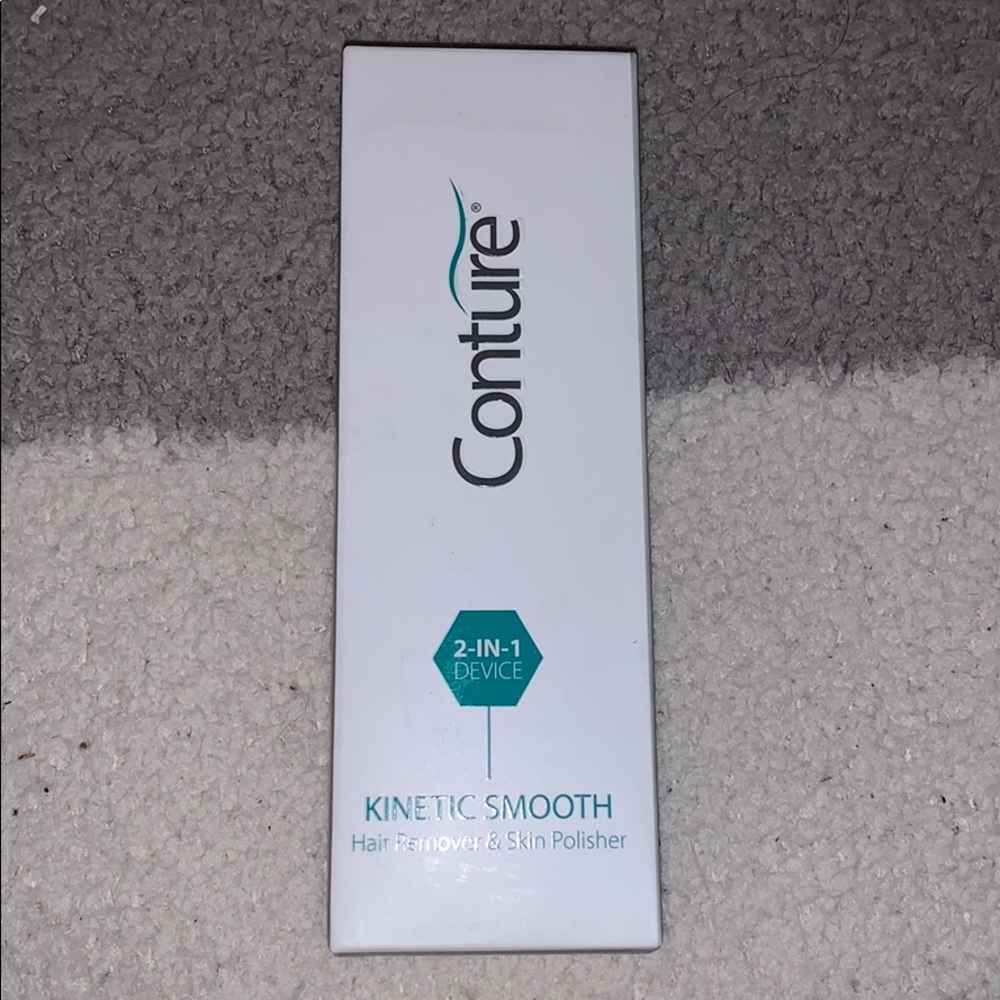 Conture®
2-IN-1
DEVICE
KINETIC SMOOTH
Hair Remover & Skin Polisher